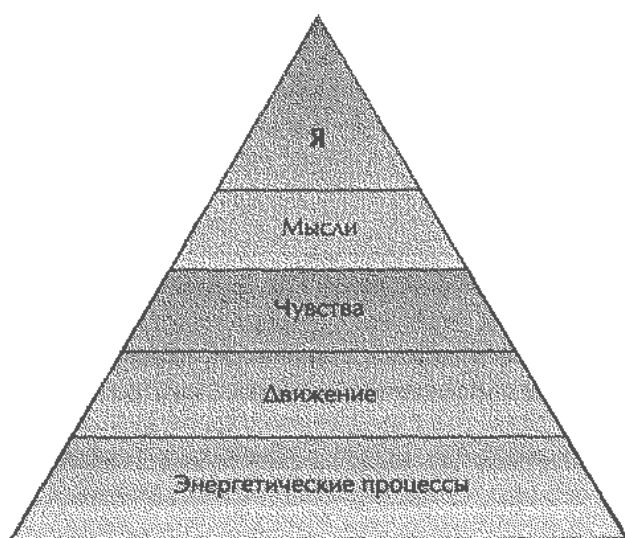 Я
Мысли
Чувства
Движение
Энергетические процессы